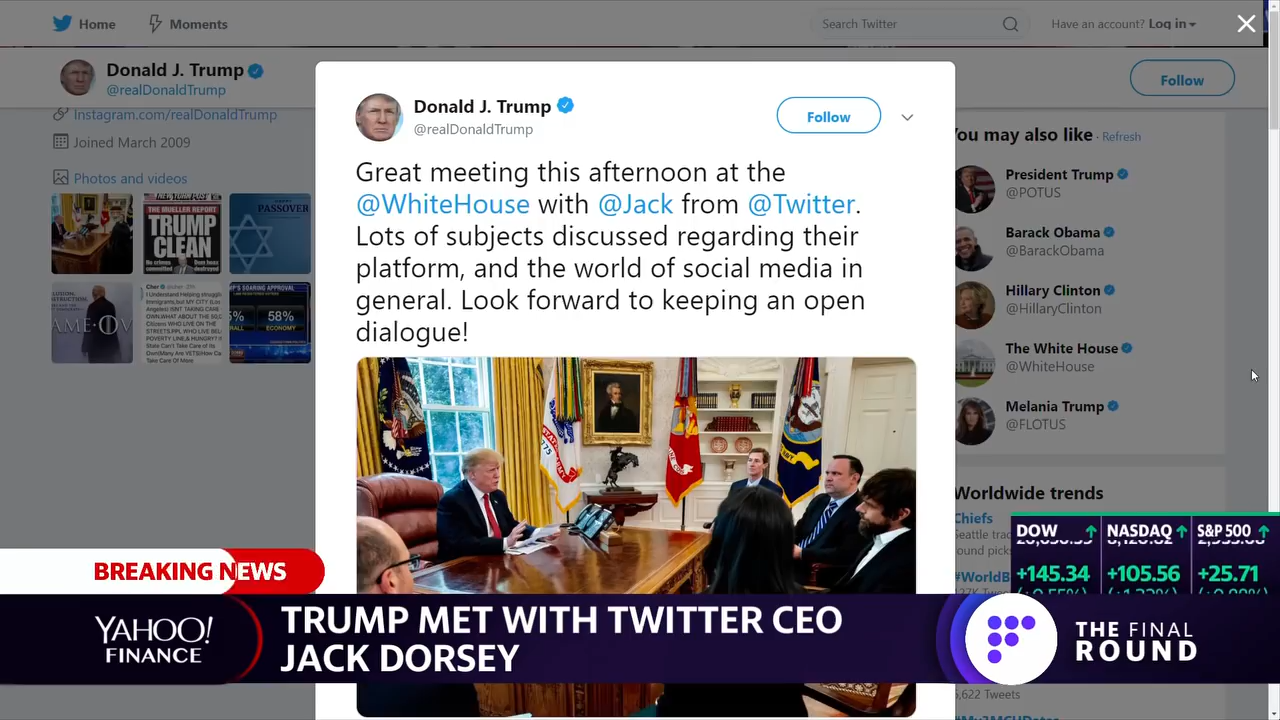 Home
Moments
Search Twitter
Have an account? Log in
Donald J. Trump
@realDonaldTrump
Follow
Instagram.com/realDonaldTrump
Joined March 2009
Photos and videos
THE MUELLER REPORT
TRUMP
CLEAN
PASSOVER
58%
ECONOMY
Donald J. Trump
@realDonaldTrump
Follow
Great meeting this afternoon at the
@WhiteHouse with @Jack from @Twitter.
Lots of subjects discussed regarding their
platform, and the world of social media in
general. Look forward to keeping an open
dialogue!
You may also like · Refresh
President Trump
@POTUS
Barack Obama
@BarackObama
Hillary Clinton
@HillaryClinton
The White House
@WhiteHouse
Melania Trump
@FLOTUS
Worldwide trends
Chiefs
DOW NASDAQ S&P 500
+145.34 +105.56 +25.71
BREAKING NEWS
YAHOO!
FINANCE
TRUMP MET WITH TWITTER CEO
JACK DORSEY
THE FINAL
ROUND